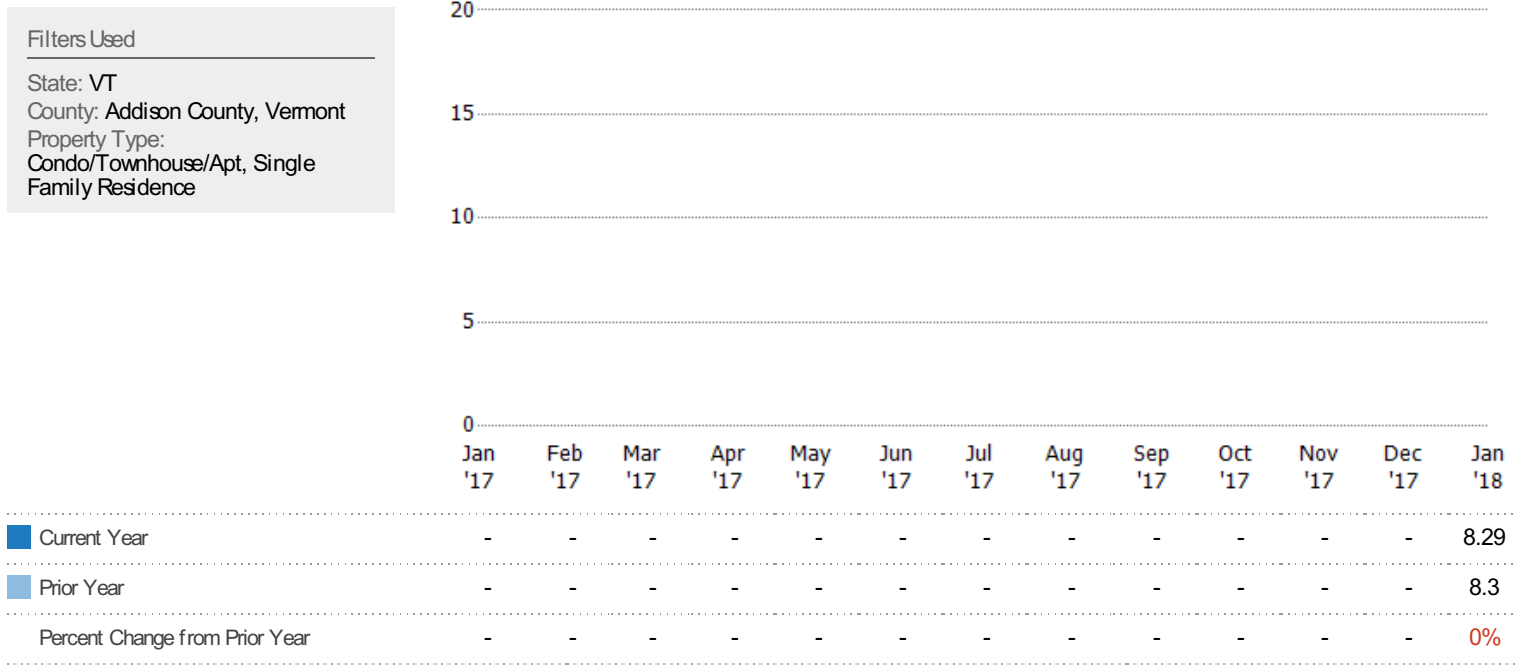 Filters Used
State: VT
County: Addison County, Vermont
Property Type:
Condo/Townhouse/Apt, Single
Family Residence
20
15
10
5
0
Jan Feb Mar Apr May Jun Jul Aug Sep Oct Nov Dec Jan
'17 '17 '17 '17 '17 '17 '17 '17 '17 '17 '17 '17 '18
Current Year - - - - - - - - - - - - 8.29
Prior Year - - - - - - - - - - - - 8.3
Percent Change from Prior Year - - - - - - - - - - - - 0%